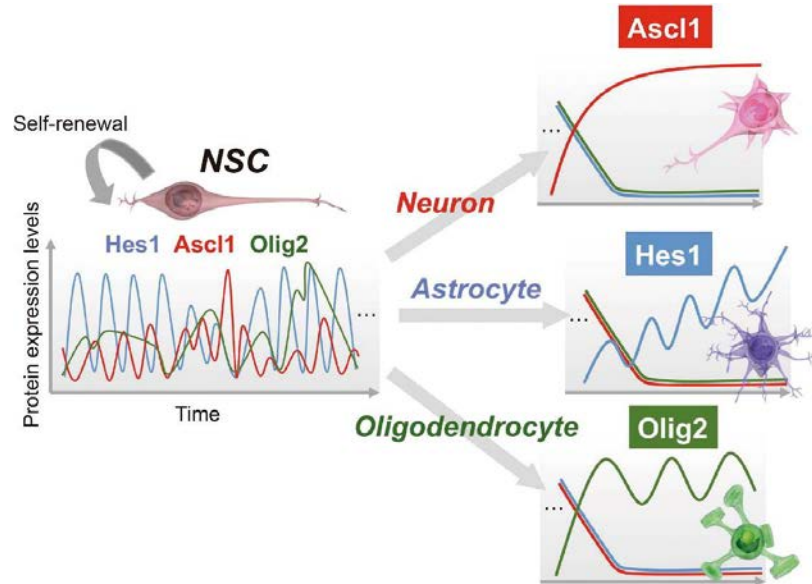 Self-renewal
NSC
Hes1 Ascl1 Olig2
Protein expression levels
...
Time
Neuron
Astrocyte
Oligodendrocyte
Ascl1
...
Hes1
...
Olig2
...